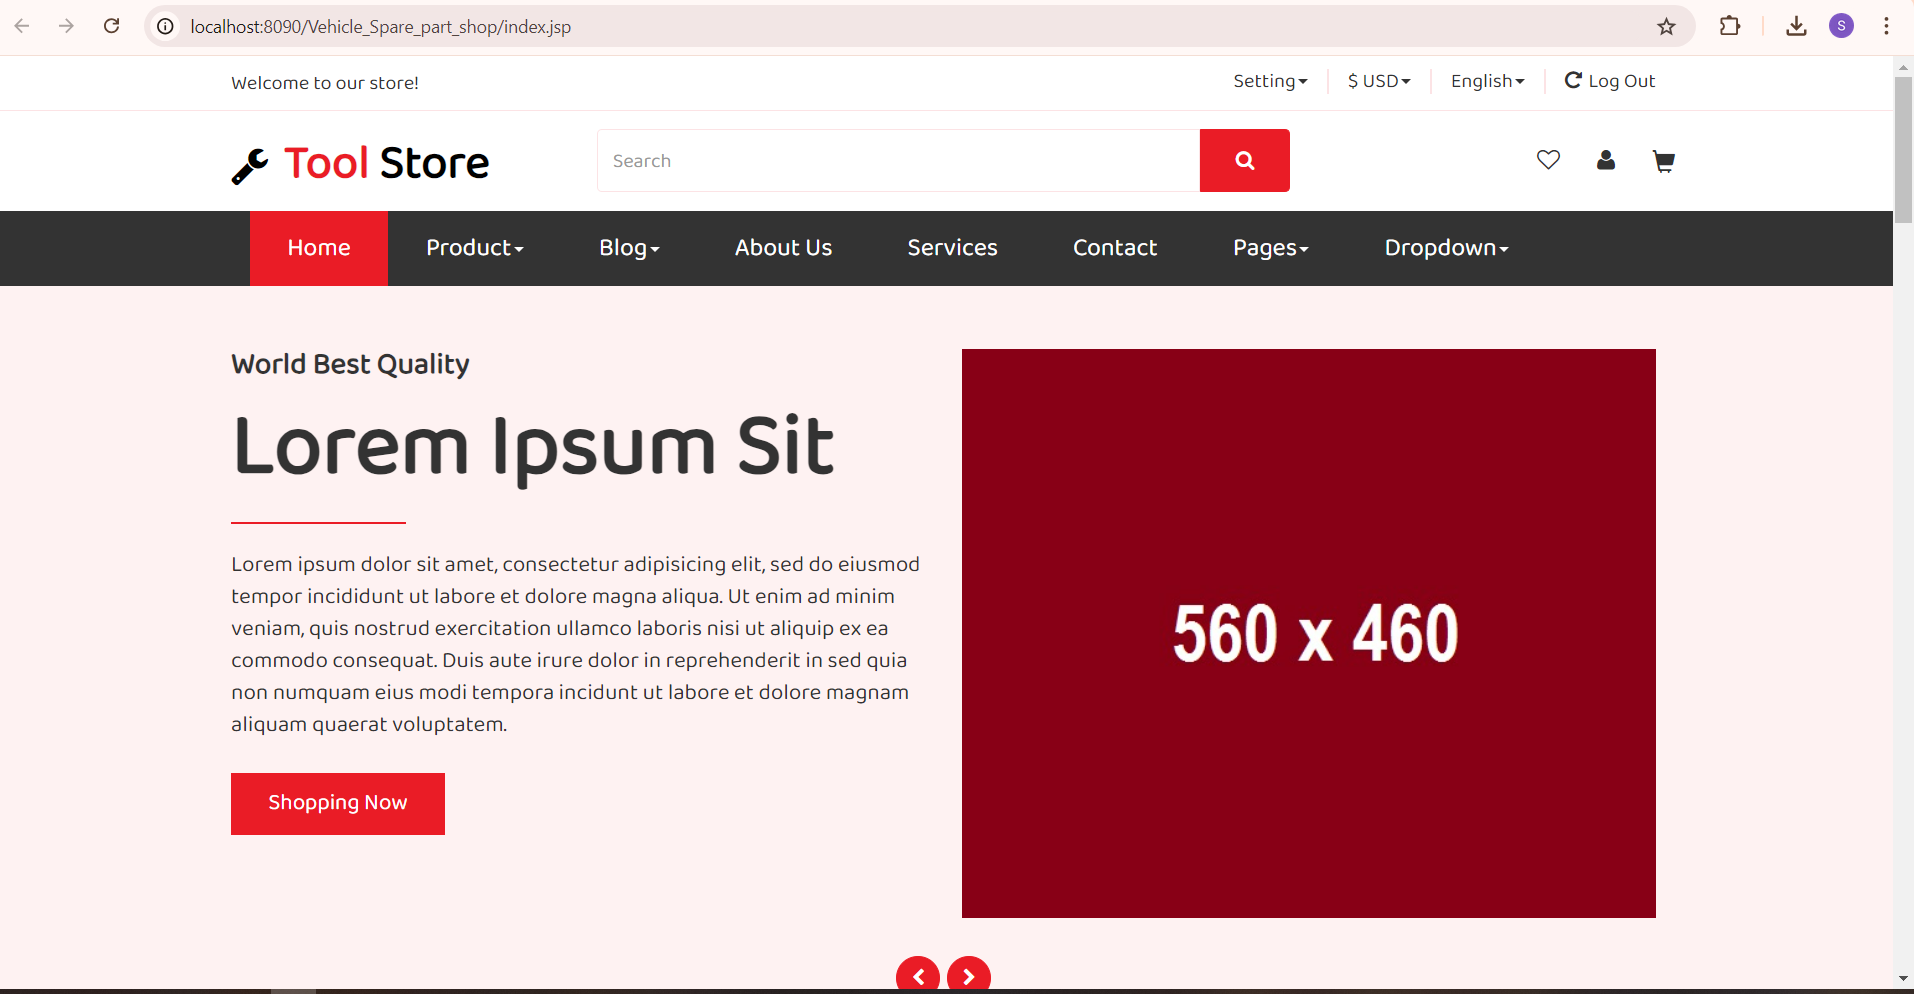 localhost:8090/Vehicle_Spare_part_shop/index.jsp
S
Welcome to our store!
Setting
$ USD
English
Log Out
Tool Store
Search
Home
Product
Blog
About Us
Services
Contact
Pages
Dropdown
World Best Quality
Lorem Ipsum Sit
Lorem ipsum dolor sit amet, consectetur adipisicing elit, sed do eiusmod
tempor incididunt ut labore et dolore magna aliqua. Ut enim ad minim
veniam, quis nostrud exercitation ullamco laboris nisi ut aliquip ex ea
commodo consequat. Duis aute irure dolor in reprehenderit in sed quia
non numquam eius modi tempora incidunt ut labore et dolore magnam
aliquam quaerat voluptatem.
Shopping Now
560 x 460